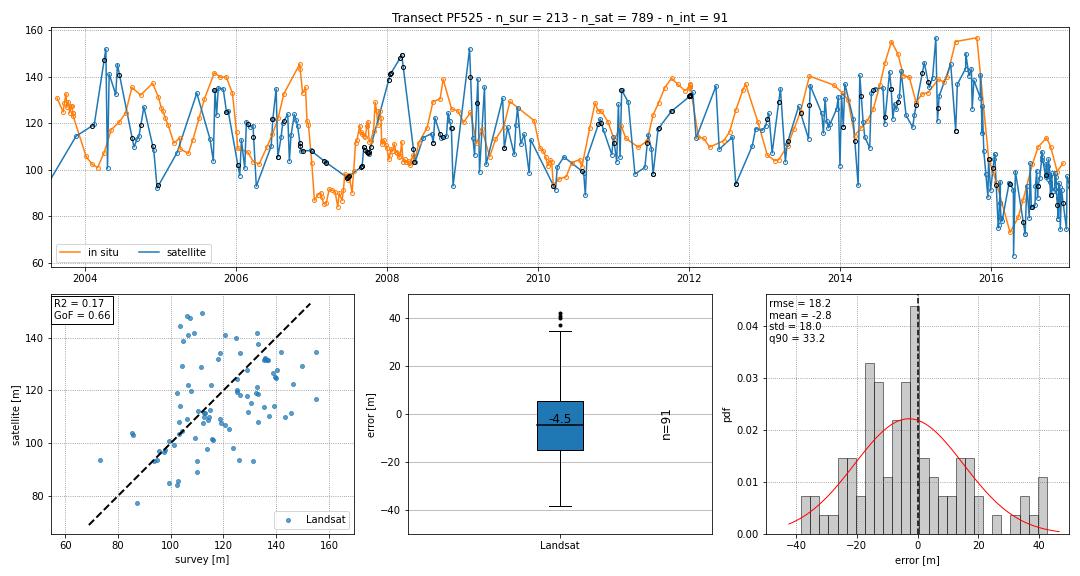 Transect PF525 - n_sur = 213 - n_sat = 789 - n_int = 91
160
140
120
100
80
60
in situ
satellite
2004
2006
2008
2010
2012
2014
2016
R2 = 0.17
GoF = 0.66
satellite [m]
140
120
100
80
Landsat
60
80
100
120
140
160
survey [m]
error [m]
40
20
0
−20
−40
-4.5
n=91
Landsat
rmse = 18.2
mean = -2.8
std = 18.0
q90 = 33.2
pdf
0.04
0.03
0.02
0.01
0.00
−40
−20
0
20
40
error [m]